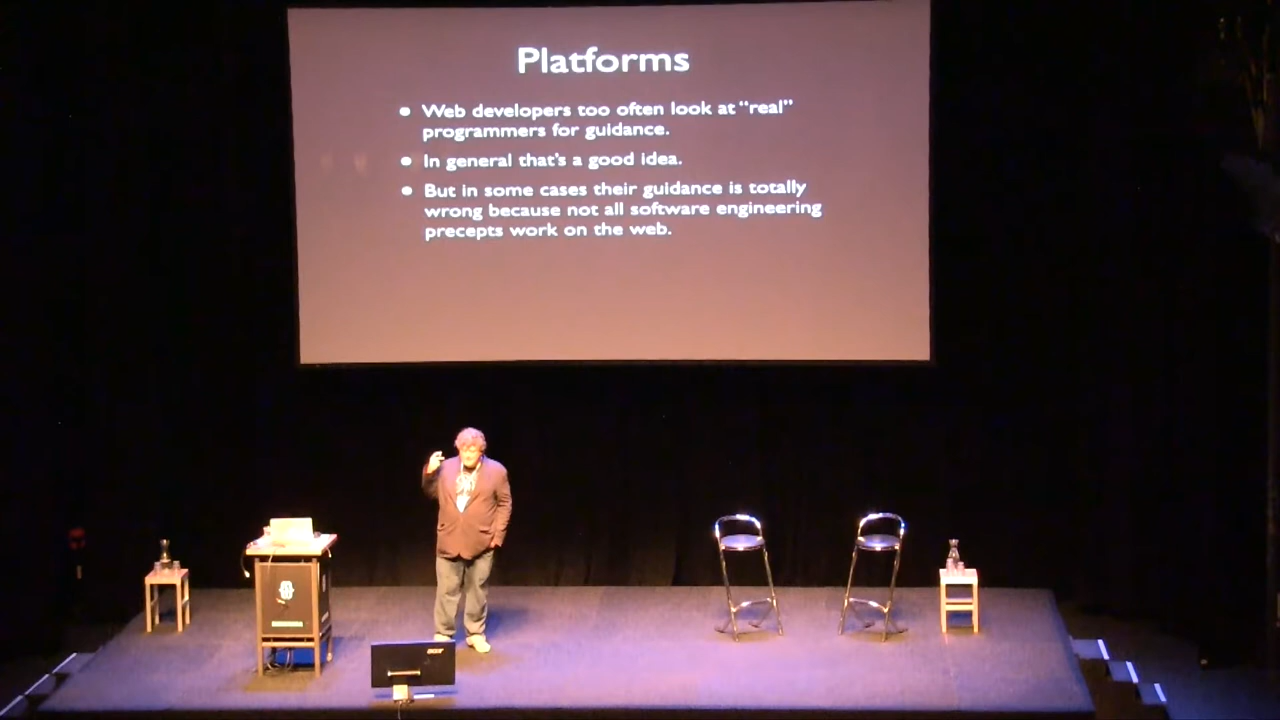 Platforms
• Web developers too often look at “real”
programmers for guidance.
• In general that’s a good idea.
• But in some cases their guidance is totally
wrong because not all software engineering
precepts work on the web.
acer